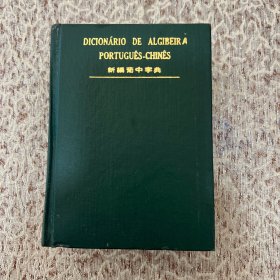 DICIONÁRIO DE ALGIBEIRA
PORTUGUÊS-CHINÊS
新編葡中字典